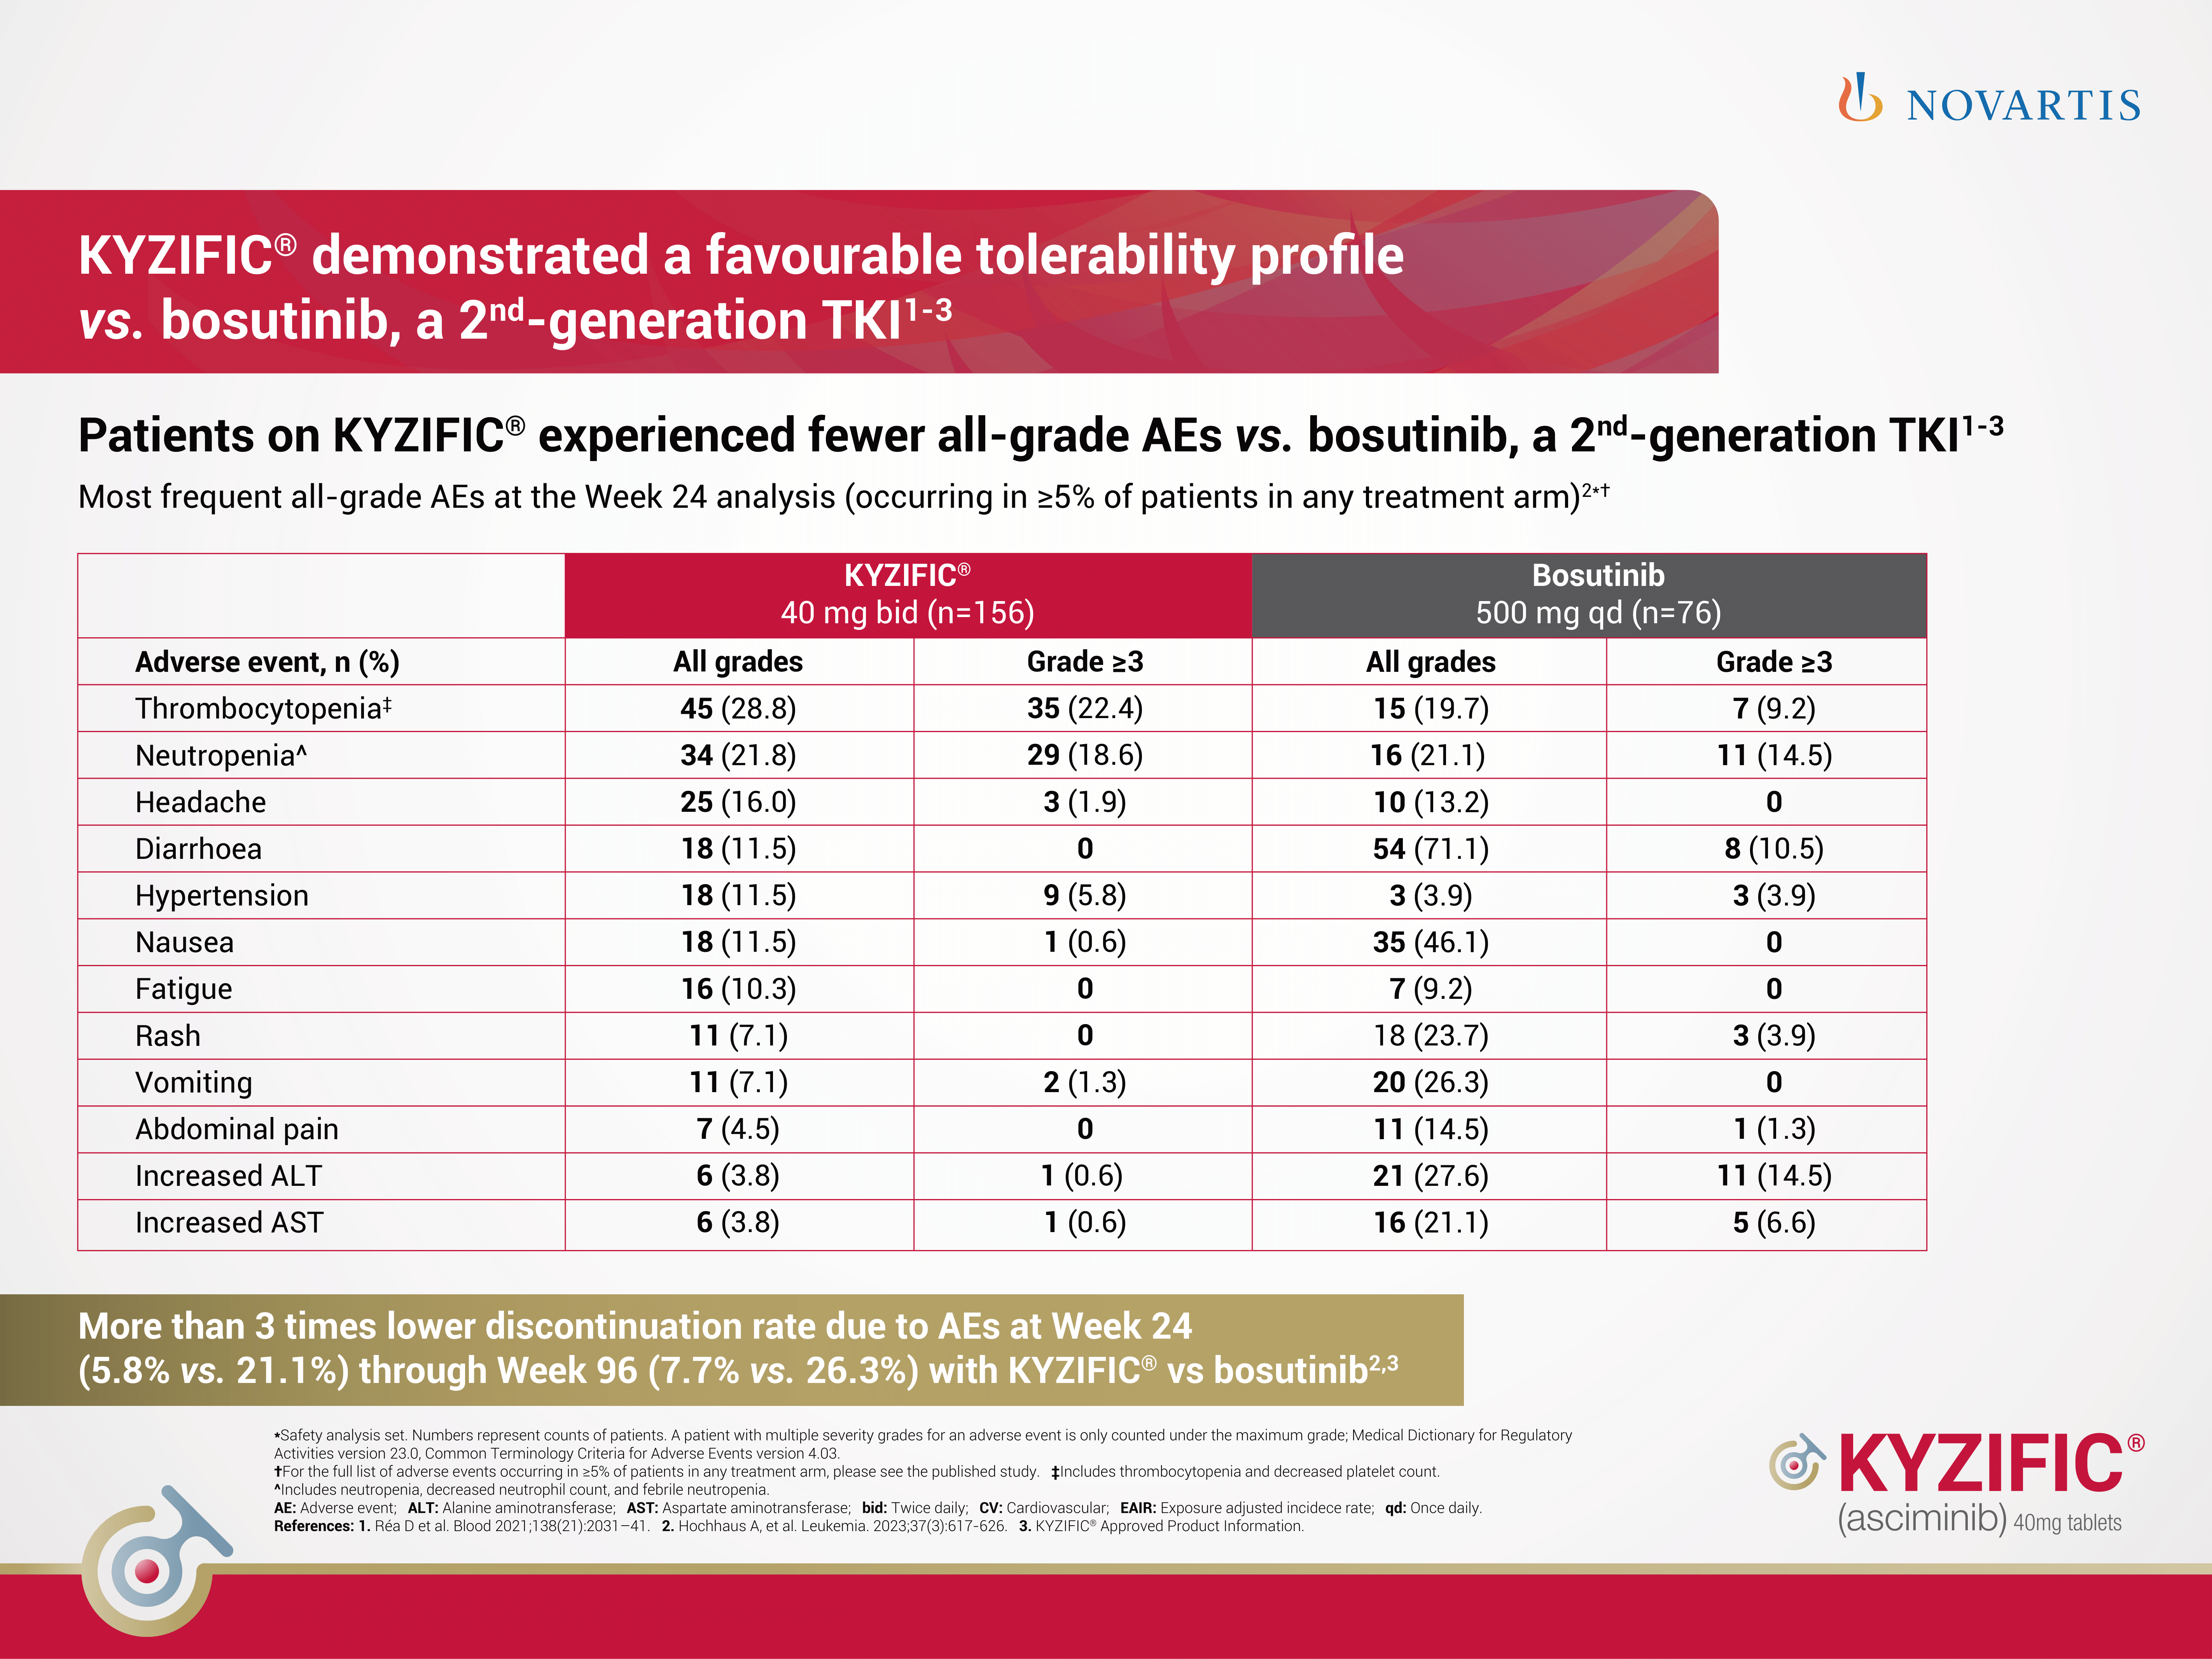 NOVARTIS
KYZIFIC® demonstrated a favourable tolerability profile
vs. bosutinib, a 2nd-generation TKI1-3
Patients on KYZIFIC® experienced fewer all-grade AEs vs. bosutinib, a 2nd-generation TKI1-3
Most frequent all-grade AEs at the Week 24 analysis (occurring in ≥5% of patients in any treatment arm)2*†
KYZIFIC® Bosutinib
40 mg bid (n=156) 500 mg qd (n=76)
Adverse event, n (%) All grades Grade ≥3 All grades Grade ≥3
Thrombocytopenia‡ 45 (28.8) 35 (22.4) 15 (19.7) 7 (9.2)
Neutropenia^ 34 (21.8) 29 (18.6) 16 (21.1) 11 (14.5)
Headache 25 (16.0) 3 (1.9) 10 (13.2) 0
Diarrhoea 18 (11.5) 0 54 (71.1) 8 (10.5)
Hypertension 18 (11.5) 9 (5.8) 3 (3.9) 3 (3.9)
Nausea 18 (11.5) 1 (0.6) 35 (46.1) 0
Fatigue 16 (10.3) 0 7 (9.2) 0
Rash 11 (7.1) 0 18 (23.7) 3 (3.9)
Vomiting 11 (7.1) 2 (1.3) 20 (26.3) 0
Abdominal pain 7 (4.5) 0 11 (14.5) 1 (1.3)
Increased ALT 6 (3.8) 1 (0.6) 21 (27.6) 11 (14.5)
Increased AST 6 (3.8) 1 (0.6) 16 (21.1) 5 (6.6)
More than 3 times lower discontinuation rate due to AEs at Week 24
(5.8% vs. 21.1%) through Week 96 (7.7% vs. 26.3%) with KYZIFIC® vs bosutinib2,3
*Safety analysis set. Numbers represent counts of patients. A patient with multiple severity grades for an adverse event is only counted under the maximum grade; Medical Dictionary for Regulatory
Activities version 23.0, Common Terminology Criteria for Adverse Events version 4.03.
†For the full list of adverse events occurring in ≥5% of patients in any treatment arm, please see the published study. ‡Includes thrombocytopenia and decreased platelet count.
^Includes neutropenia, decreased neutrophil count, and febrile neutropenia.
AE: Adverse event; ALT: Alanine aminotransferase; AST: Aspartate aminotransferase; bid: Twice daily; CV: Cardiovascular; EAIR: Exposure adjusted incidece rate; qd: Once daily.
References: 1. Réa D et al. Blood 2021;138(21):2031–41. 2. Hochhaus A, et al. Leukemia. 2023;37(3):617-626. 3. KYZIFIC® Approved Product Information.
KYZIFIC®
(asciminib) 40mg tablets